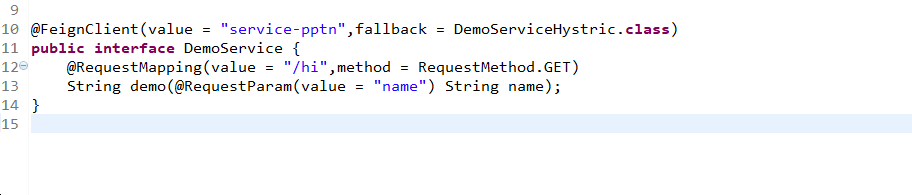 9
10 @FeignClient(value = "service-pptn",fallback = DemoServiceHystric.class)
11 public interface DemoService {
12 @RequestMapping(value = "/hi",method = RequestMethod.GET)
13 String demo(@RequestParam(value = "name") String name);
14 }
15